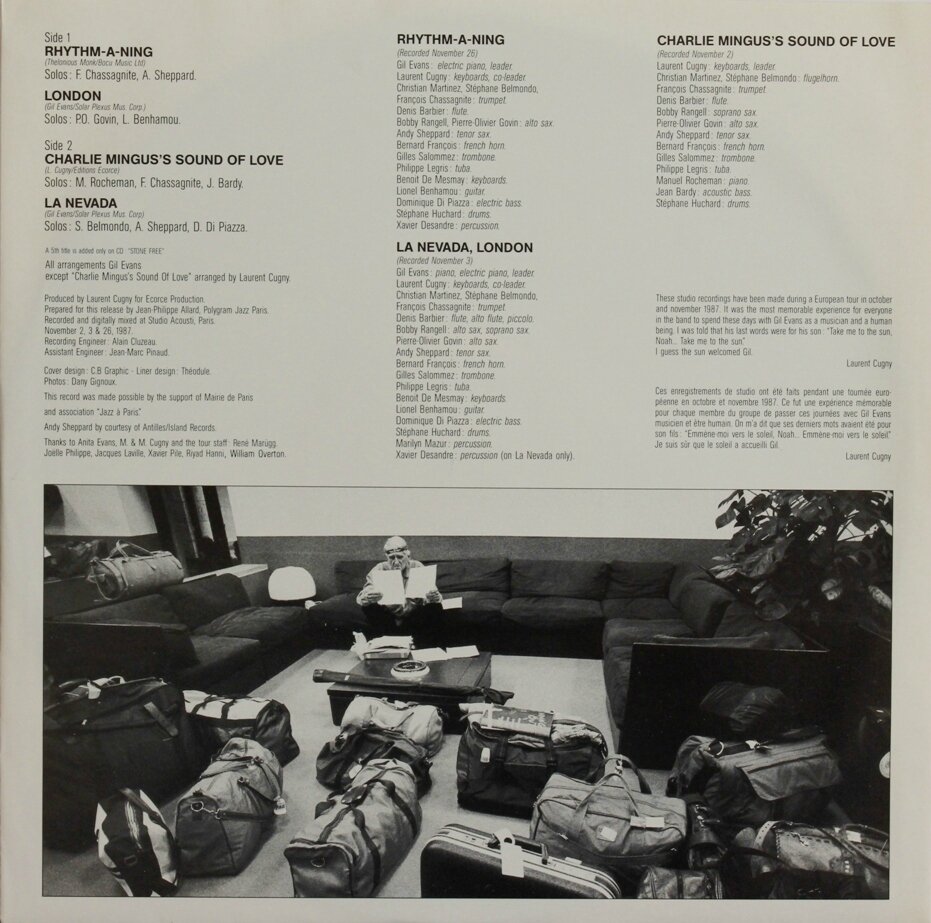 Side 1
RHYTHM-A-NING
(Thelonious Monk/Bocu Music Ltd)
Solos: F. Chassagnite, A. Sheppard.
LONDON
(Gil Evans/Solar Plexus Mus. Corp.)
Solos: P.O. Govin, L. Benhamou.
Side 2
CHARLIE MINGUS'S SOUND OF LOVE
(L. Cugny/Editions Ecorce)
Solos: M. Rocheman, F. Chassagnite, J. Bardy.
LA NEVADA
(Gil Evans/Solar Plexus Mus. Corp)
Solos: S. Belmondo, A. Sheppard, D. Di Piazza.
A 5th title is added only on CD "STONE FREE"
All arrangements Gil Evans
except "Charlie Mingus's Sound Of Love" arranged by Laurent Cugny.
Produced by Laurent Cugny for Ecorce Production.
Prepared for this release by Jean-Philippe Allard, Polygram Jazz Paris.
Recorded and digitally mixed at Studio Acousti, Paris.
November 2, 3 & 26, 1987.
Recording Engineer: Alain Cluzeau.
Assistant Engineer: Jean-Marc Pinaud.
Cover design: C.B Graphic - Liner design: Théodule.
Photos: Dany Gignoux.
This record was made possible by the support of Mairie de Paris
and association "Jazz à Paris."
Andy Sheppard by courtesy of Antilles/Island Records.
Thanks to Anita Evans, M. & M. Cugny and the tour staff: René Marügg,
Joëlle Philippe, Jacques Laville, Xavier Pile, Riyad Hanni, William Overton.
RHYTHM-A-NING
(Recorded November 26)
Gil Evans: electric piano, leader.
Laurent Cugny: keyboards, co-leader
Christian Martinez, Stéphane Belmondo,
François Chassagnite: trumpet.
Denis Barbier: flute.
Bobby Rangell, Pierre-Olivier Govin: alto sax.
Andy Sheppard: tenor sax.
Bernard François: french horn.
Gilles Salommez: trombone.
Philippe Legris: tuba.
Benoit De Mesmay: keyboards.
Lionel Benhamou: guitar.
Dominique Di Piazza: electric bass.
Stéphane Huchard: drums.
Xavier Desandre: percussion.
LA NEVADA, LONDON
(Recorded November 3)
Gil Evans: piano, electric piano, leader.
Laurent Cugny: keyboards, co-leader.
Christian Martinez, Stéphane Belmondo,
François Chassagnite: trumpet.
Denis Barbier: flute, alto flute, piccolo.
Bobby Rangell: alto sax, soprano sax.
Pierre-Olivier Govin: alto sax.
Andy Sheppard: tenor sax.
Bernard François: french horn.
Gilles Salommez: trombone.
Philippe Legris: tuba.
Benoit De Mesmay: keyboards.
Lionel Benhamou: guitar.
Dominique Di Piazza: electric bass.
Stéphane Huchard: drums.
Marilyn Mazur: percussion.
Xavier Desandre: percussion (on La Nevada only).
CHARLIE MINGUS'S SOUND OF LOVE
(Recorded November 2)
Laurent Cugny: keyboards, leader.
Christian Martinez, Stéphane Belmondo: flugelhorn.
François Chassagnite: trumpet.
Denis Barbier: flute.
Bobby Rangell: soprano sax.
Pierre-Olivier Govin: alto sax.
Andy Sheppard: tenor sax.
Bernard François: french horn.
Gilles Salommez: trombone.
Philippe Legris: tuba.
Manuel Rocheman: piano.
Jean Bardy: acoustic bass.
Stéphane Huchard: drums.
These studio recordings have been made during a European tour in october
and november 1987. It was the most memorable experience for everyone
in the band to spend these days with Gil Evans as a musician and a human
being. I was told that his last words were for his son: "Take me to the sun,
Noah... Take me to the sun."
I guess the sun welcomed Gil.
Laurent Cugny
Ces enregistrements de studio ont été faits pendant une tournée euro-
péenne en octobre et novembre 1987. Ce fut une expérience mémorable
pour chaque membre du groupe de passer ces journées avec Gil Evans
musicien et être humain. On m'a dit que ses derniers mots avaient été pour
son fils: "Emmène-moi vers le soleil, Noah... Emmène-moi vers le soleil."
Je suis sûr que le soleil a accueilli Gil.
Laurent Cugny